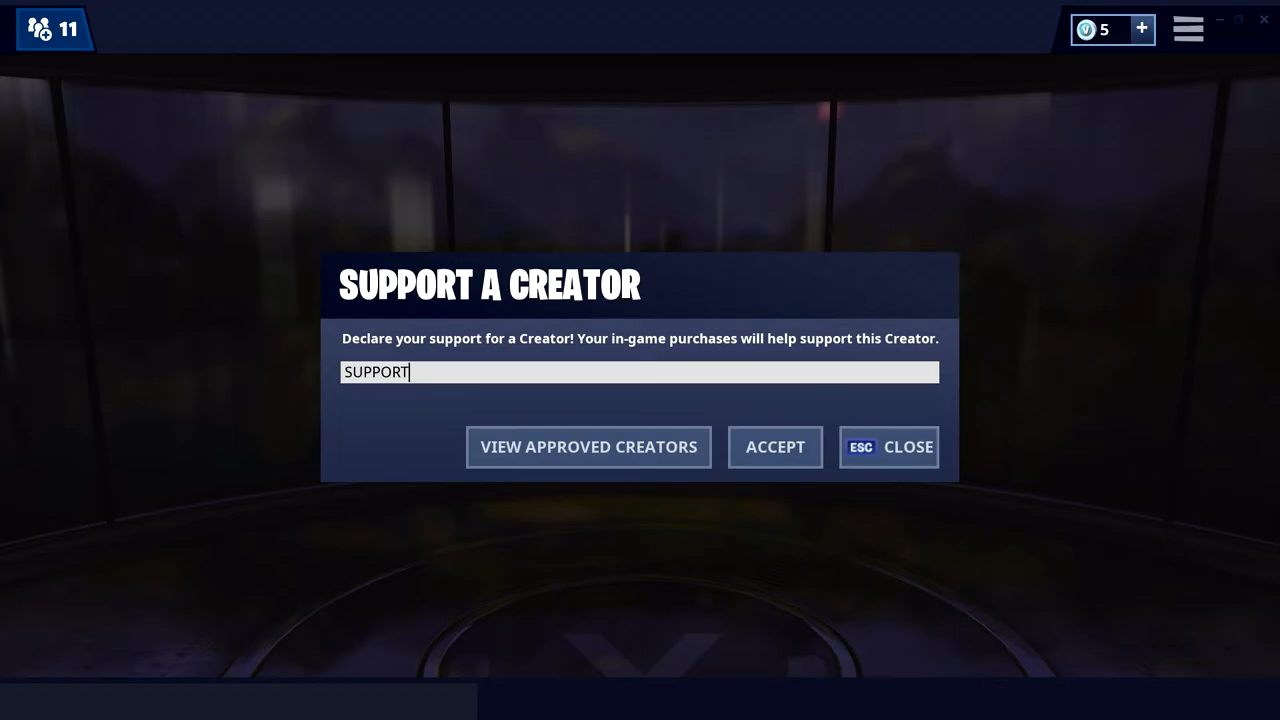 11
5 +
SUPPORT A CREATOR
Declare your support for a Creator! Your in-game purchases will help support this Creator.
SUPPORT
VIEW APPROVED CREATORS ACCEPT ESC CLOSE